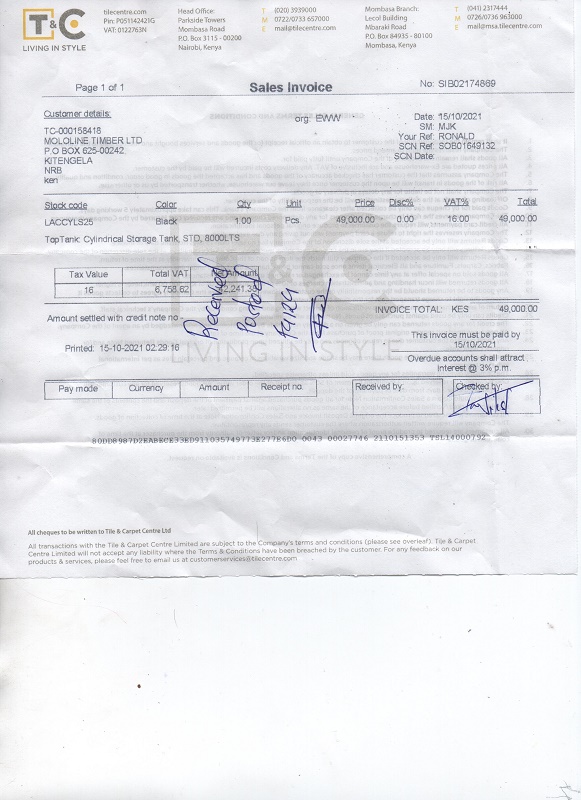 T&C
LIVING IN STYLE
tilecentre.com
Pin: P051142421G
VAT: 0122763N
Head Office:
Parkside Towers
Mombasa Road
P.O. Box 3115 - 00200
Nairobi, Kenya
T (020) 3939000
M 0722/0733 657000
E mail@tilecentre.com
Mombasa Branch:
Lecol Building
Mbaraki Road
P.O. Box 84935 - 80100
Mombasa, Kenya
T (041) 2317444
M 0726/0736 963000
E mail@msa.tilecentre.com
Page 1 of 1
Sales Invoice
No: SIB02174869
Customer details:
TC-000158416
MOLOLINE TIMBER LTD
P.O BOX 625-00242
KITENGELA
NRB
ken
org: EWW
Date: 15/10/2021
SM: MJK
Your Ref: RONALD
SCN Ref: SOB01649132
SCN Date:
Stock code Color Qty Unit Price Disc% VAT% Total
LACCYLS25 Black 1.00 Pcs. 49,000.00 0.00 16.00 49,000.00
TopTank: Cylindrical Storage Tank, STD, 8000LTS
Tax Value Total VAT Amount
16 6,758.62 2,241.38
Received
Posted
INVOICE TOTAL: KES 49,000.00
Amount settled with credit note no -
This invoice must be paid by
15/10/2021
Printed: 15-10-2021 02:29:16
LIVING IN STYLE
Overdue accounts shall attract
interest @ 3% p.m.
Pay mode Currency Amount Receipt no.
Received by:
Checked by:
80DD8987D2EABECE33ED911035749773E277E6D0 0043 00027746 2110151353 TSL14000792
All cheques to be written to Tile & Carpet Centre Ltd
All transactions with the Tile & Carpet Centre Limited are subject to the Company's terms and conditions (please see overleaf). Tile & Carpet
Centre Limited will not accept any liability where the Terms & Conditions have been breached by the customer. For any feedback on our
products & services, please feel free to email us at customerservices@tilecentre.com